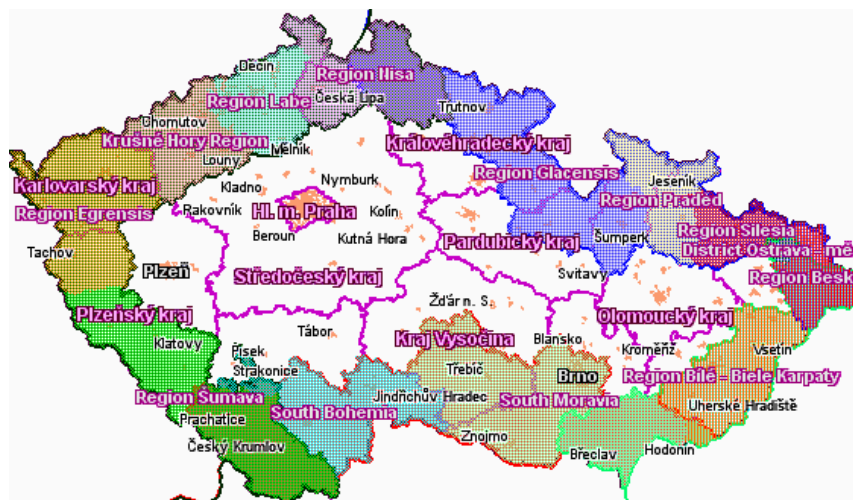 Děčín
Region Nisa
Region Labe
Česká Lípa
Trutnov
Chomutov
Krušné Hory Region
Mělník
Královéhradecký kraj
Louny
Region Glacensis
Nymburk
Jeseník
Karlovarský kraj
Kladno
Region Praded
Rakovník
Hl. m. Praha
Kolín
Region Egrensis
Beroun
Kutná Hora
Pardubický kraj
Šumperk
Region Silesia
Tachov
District Ostrava – mě
Plzeň
Středočeský kraj
Svitavy
Region Besk
Plzeňský kraj
Žďár n. S.
Olomoucký kraj
Tábor
Kraj Vysočina
Blansko
Klatovy
Písek
Kroměříž
Vsetín
Strakonice
Třebíč
Brno
Region Bílé – Biele Karpaty
Region Šumava
Jindřichův Hradec
South Bohemia
South Moravia
Uherské Hradiště
Prachatice
Český Krumlov
Znojmo
Břeclav
Hodonín